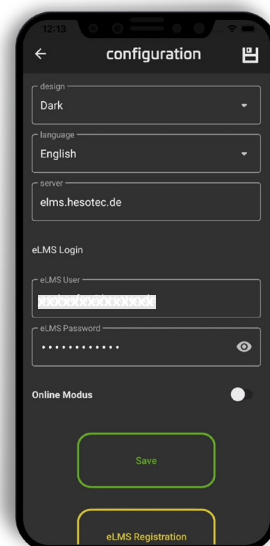 12:13
configuration
design
Dark
language
English
server
elms.hesotec.de
eLMS Login
eLMS User
eLMS Password
Online Modus
Save
eLMS Registration